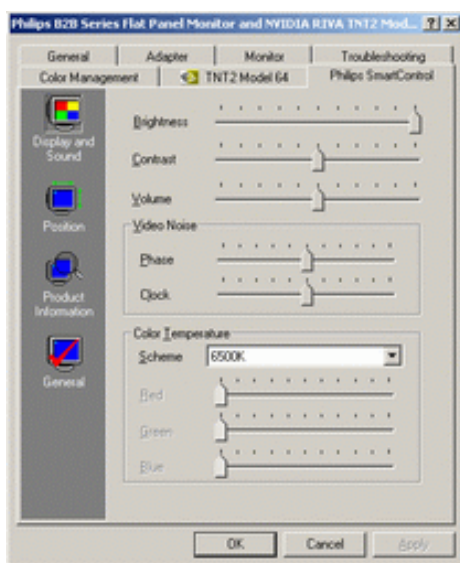 Philips B2B Series Flat Panel Monitor and NVIDIA RIVA TNT2 Mod...
General Adapter Monitor Troubleshooting
Color Management TNT2 Model 64 Philips SmartControl
Display and
Sound
Position
Product
Information
General
Brightness
Contrast
Volume
Video Noise
Phase
Clock
Color Temperature
Scheme 6500K
Red
Green
Blue
OK Cancel Apply